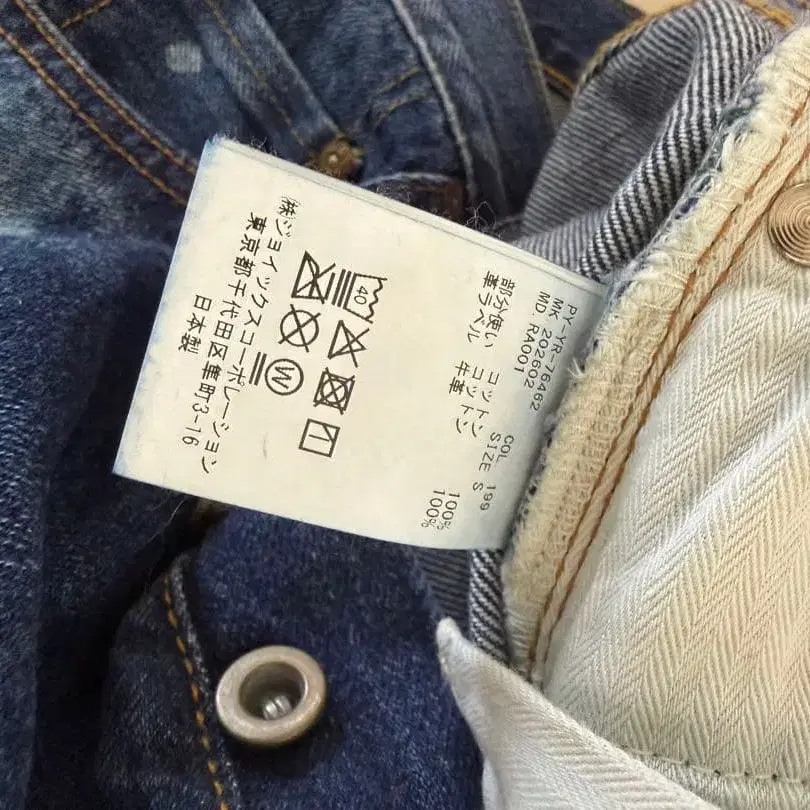 PY-YR-76462 COL 199
MK 202602 SIZE S
MD RA001
コットン 100%
部分使い コットン 100%
革ラベル 牛革
40
W
㈱ジョイックスコーポレーション
東京都千代田区隼町3-16
日本製